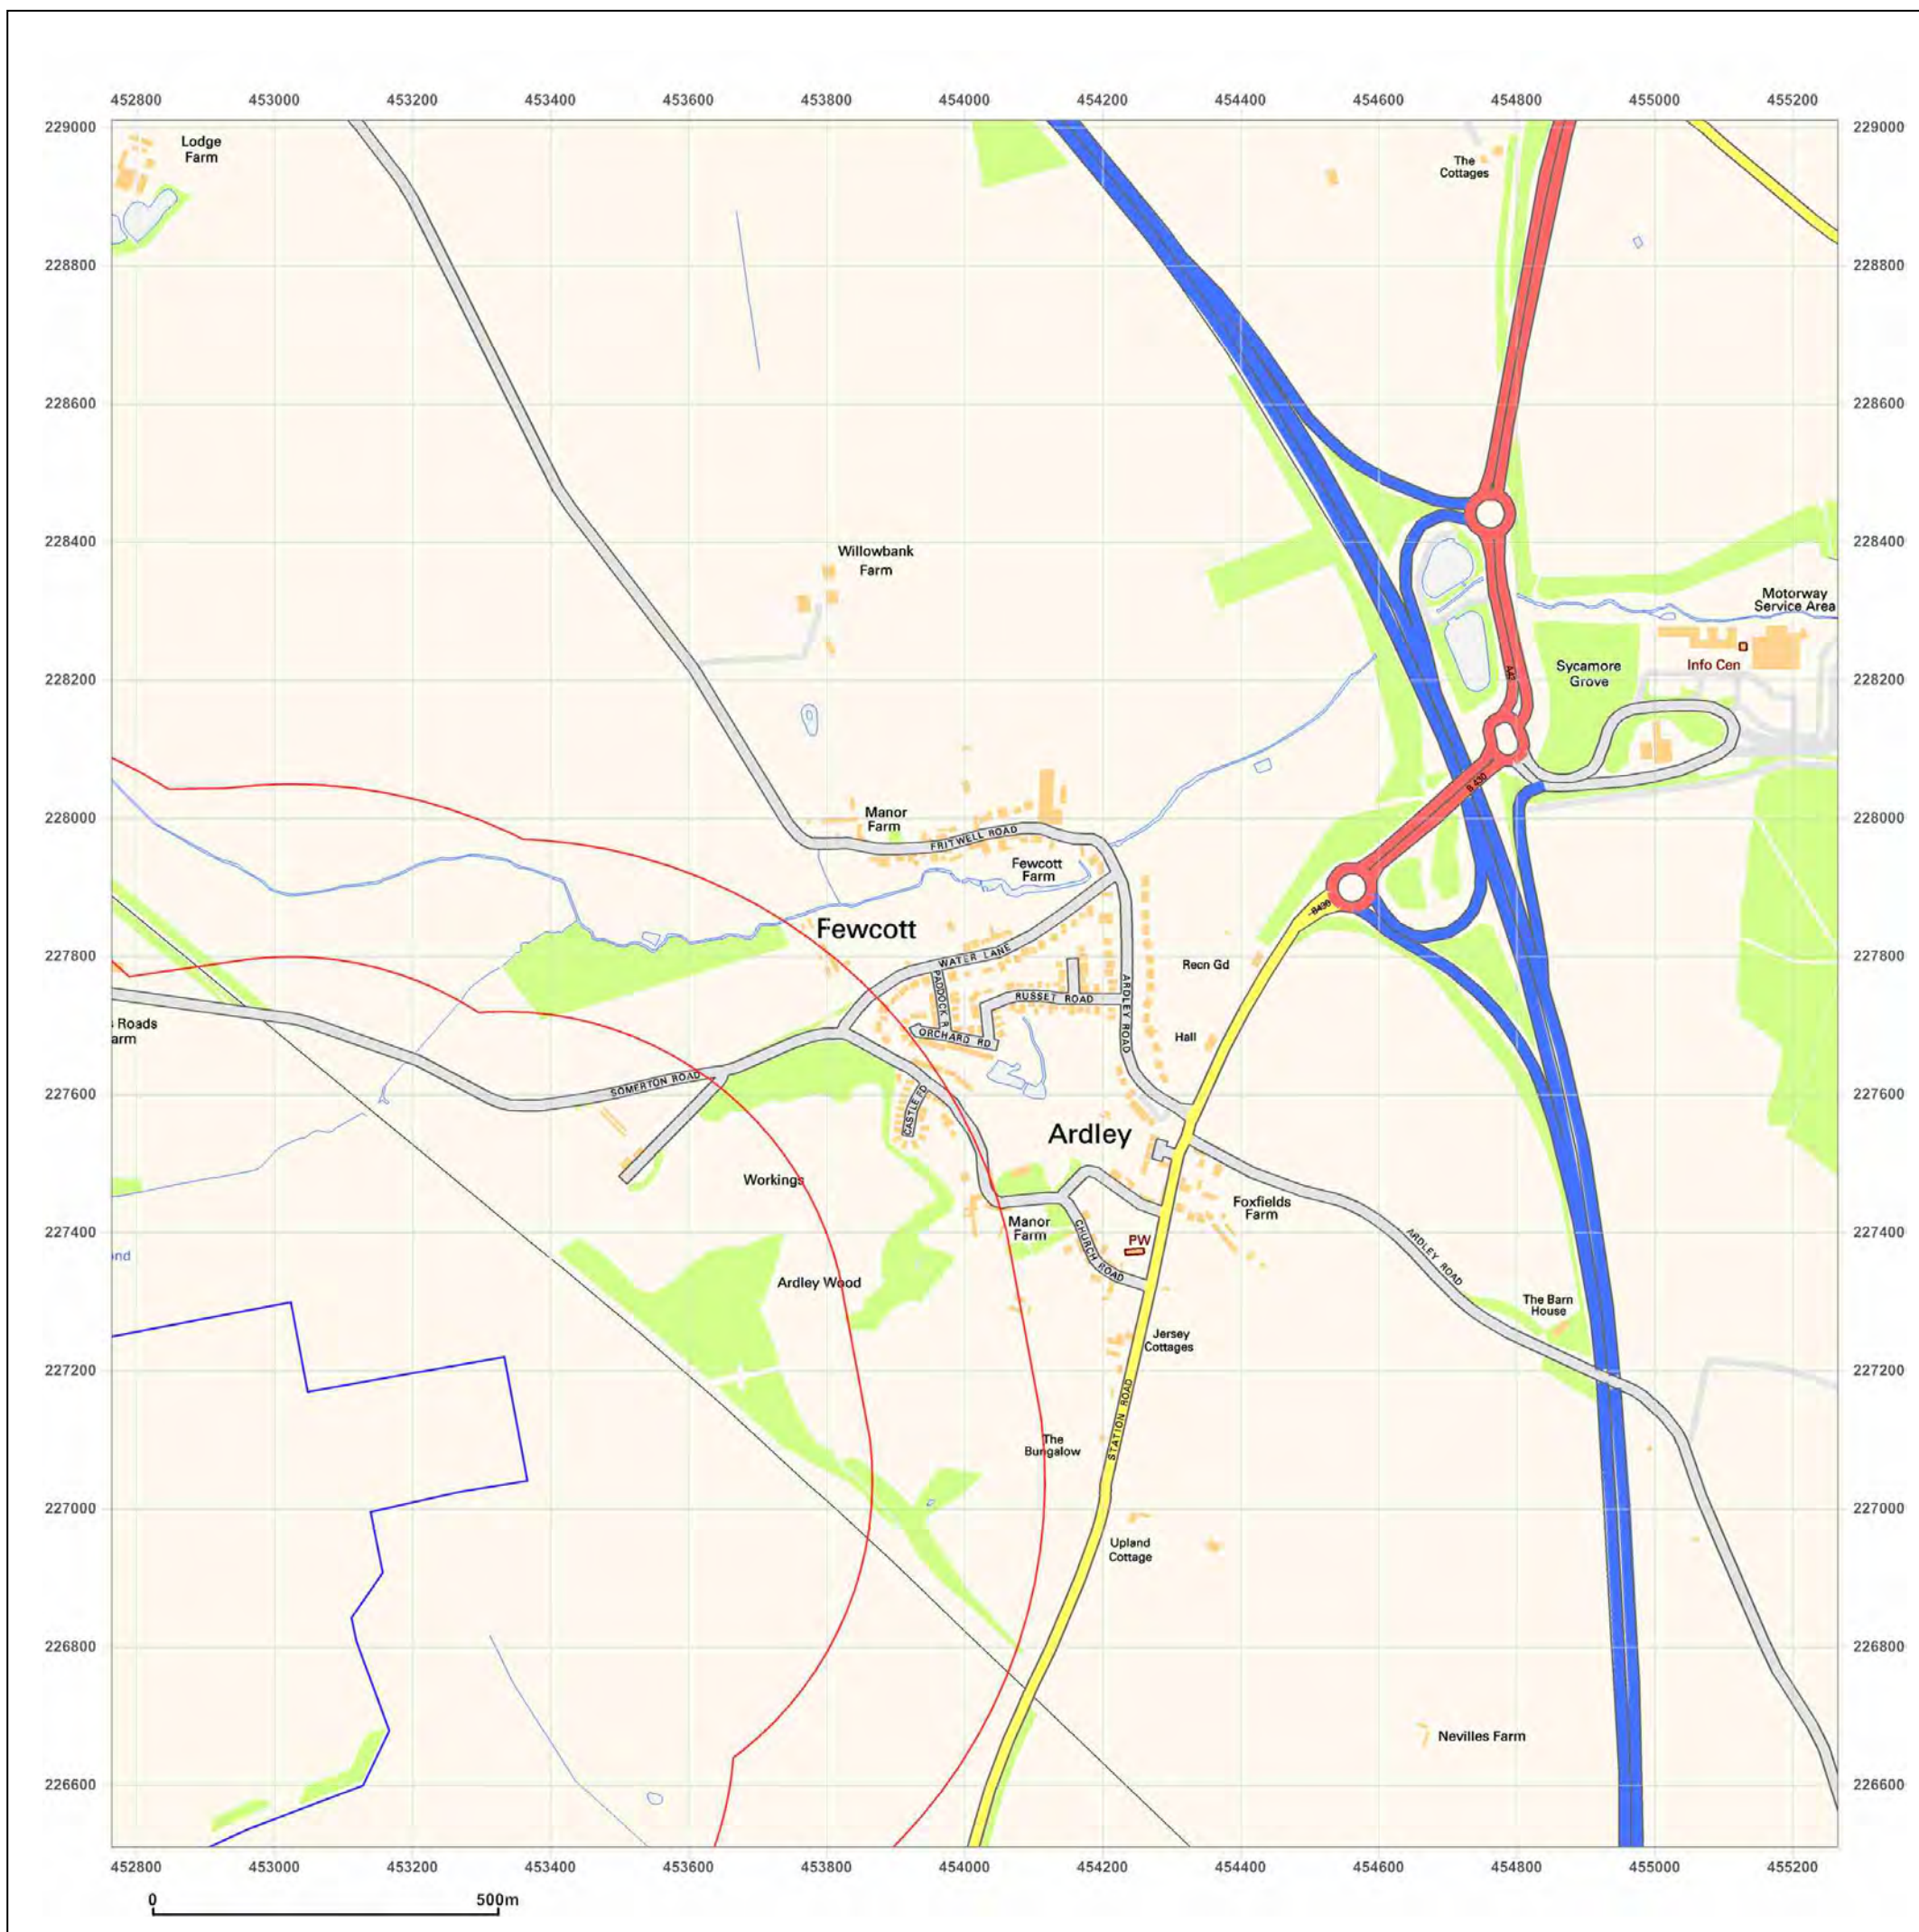 452800 453000 453200 453400 453600 453800 454000 454200 454400 454600 454800 455000 455200
229000 229000
Lodge
Farm
The
Cottages
228800 228800
228600 228600
228400 228400
Willowbank
Farm
Motorway
Service Area
Info Cen
Sycamore
Grove
A43
228200 228200
B 430
228000 228000
Manor
Farm
FRITWELL ROAD
Fewcott
Farm
B430
Fewcott
227800 227800
WATER LANE
Recn Gd
PADDOCK R
RUSSET ROAD
ARDLEY ROAD
Roads
arm
ORCHARD RD
Hall
SOMERTON ROAD
227600 227600
CASTLE FD
Ardley
Workings
Foxfields
Farm
Manor
Farm
227400 227400
CHURCH ROAD
PW
ARDLEY ROAD
nd
Ardley Wood
The Barn
House
Jersey
Cottages
227200 227200
STATION ROAD
The
Bungalow
227000 227000
Upland
Cottage
226800 226800
Nevilles Farm
226600 226600
452800 453000 453200 453400 453600 453800 454000 454200 454400 454600 454800 455000 455200
0 500m